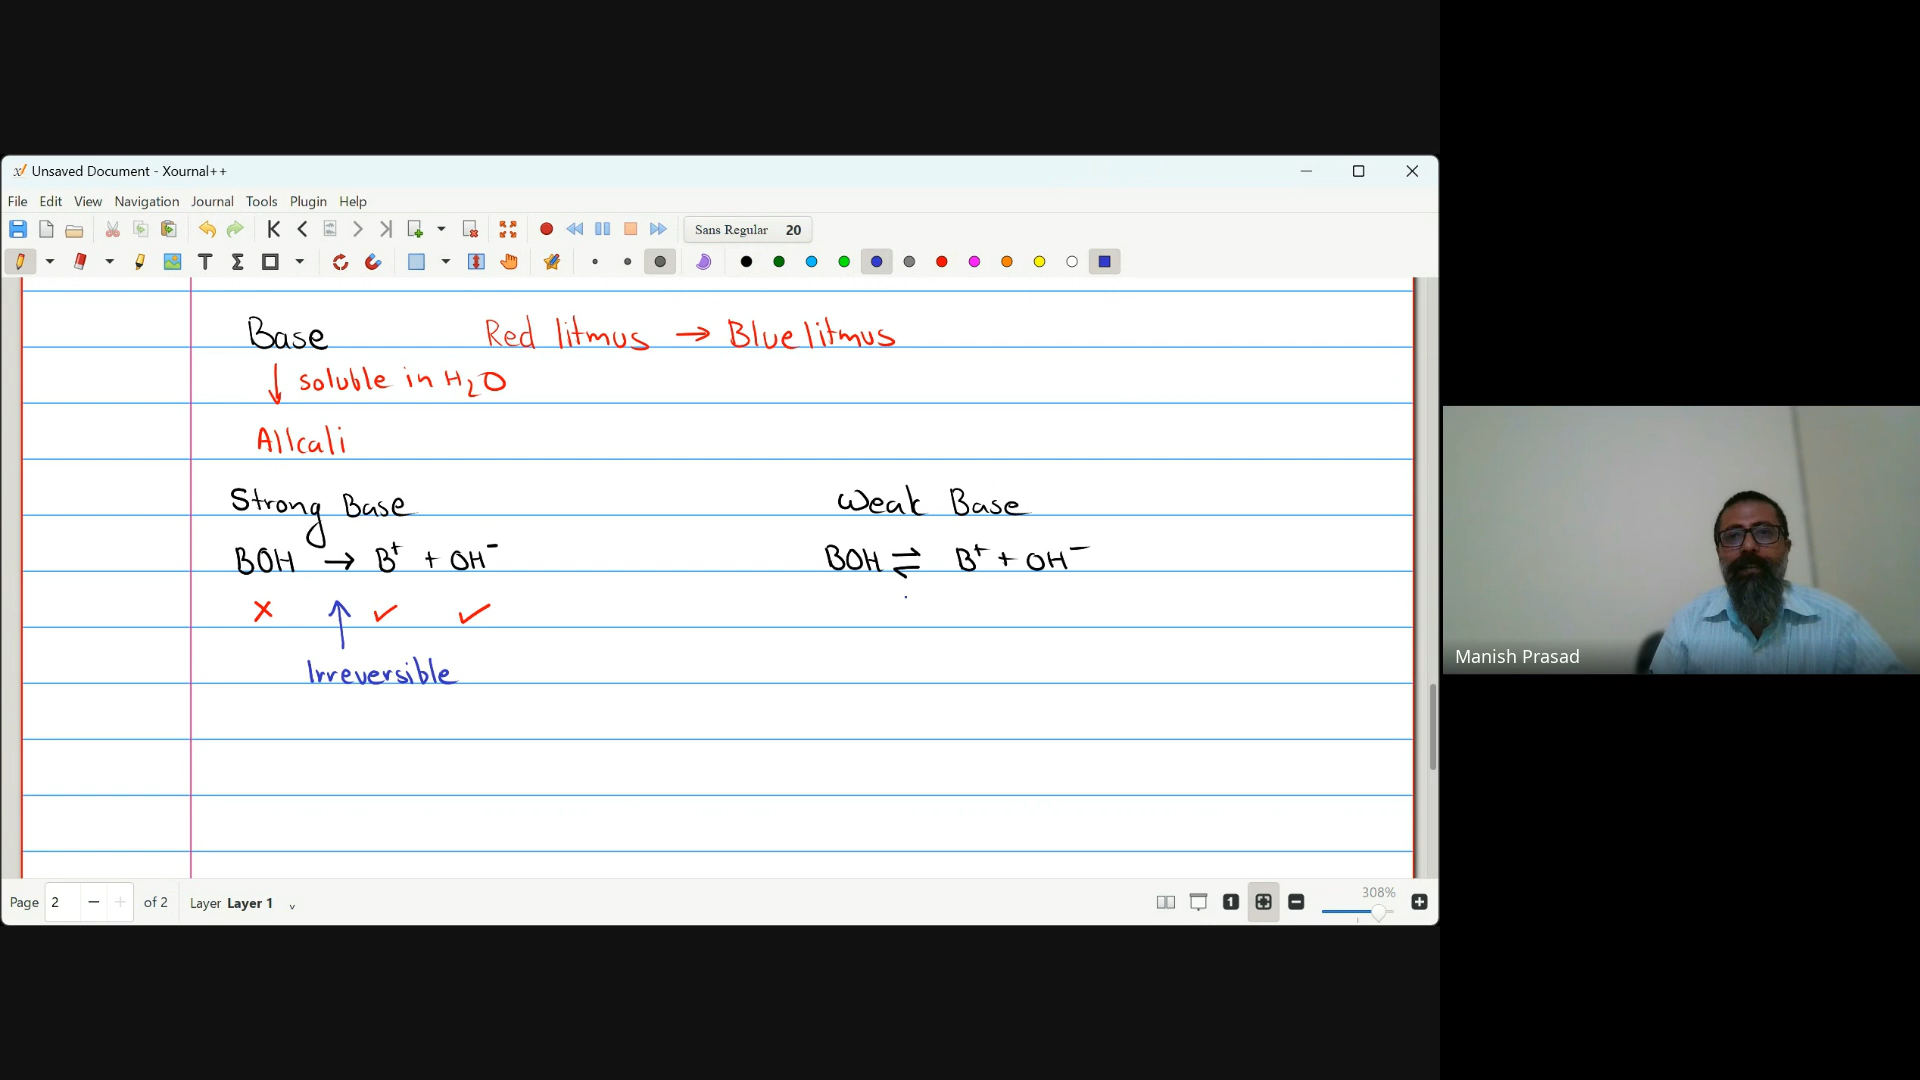 Unsaved Document - Xournal++
File Edit View Navigation Journal Tools Plugin Help
Sans Regular 20
Base Red litmus → Blue litmus
↓ soluble in H₂O
Alkali
Strong Base Weak Base
BOH → B⁺ + OH⁻ BOH ⇌ B⁺ + OH⁻
✗ ↑ ✓ ✓
Irreversible
Manish Prasad
Page 2 of 2 Layer Layer 1 308%